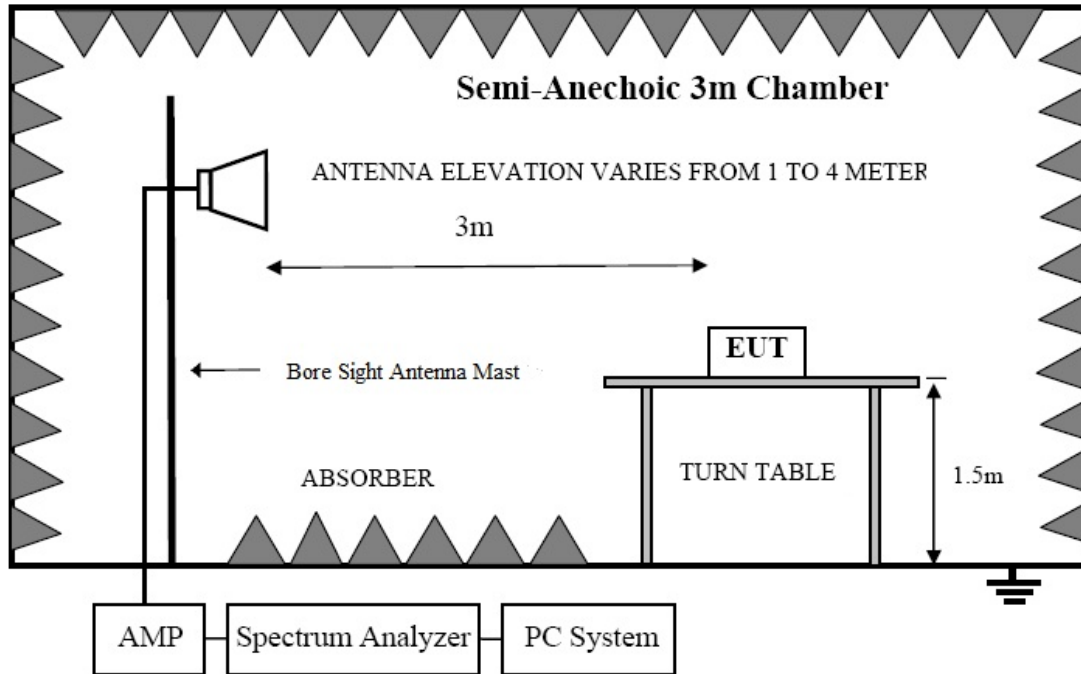 Semi-Anechoic 3m Chamber
ANTENNA ELEVATION VARIES FROM 1 TO 4 METER
3m
EUT
Bore Sight Antenna Mast
ABSORBER
TURN TABLE
1.5m
AMP
Spectrum Analyzer
PC System